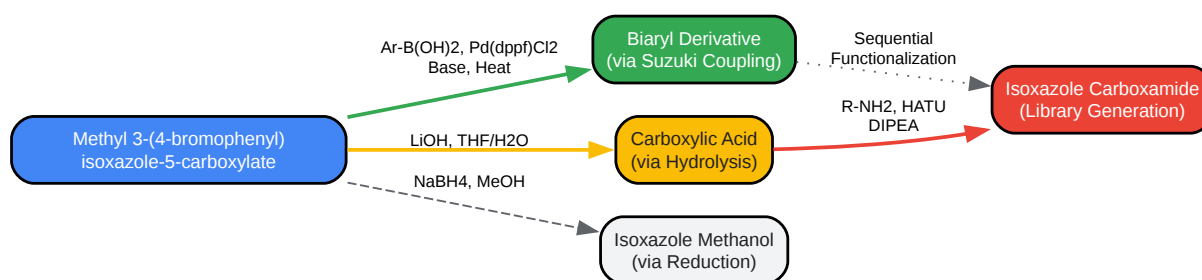 Methyl 3-(4-bromophenyl)
isoxazole-5-carboxylate
Ar-B(OH)2, Pd(dppf)Cl2
Base, Heat
Biaryl Derivative
(via Suzuki Coupling)
Sequential
Functionalization
LiOH, THF/H2O
Carboxylic Acid
(via Hydrolysis)
R-NH2, HATU
DIPEA
Isoxazole Carboxamide
(Library Generation)
NaBH4, MeOH
Isoxazole Methanol
(via Reduction)